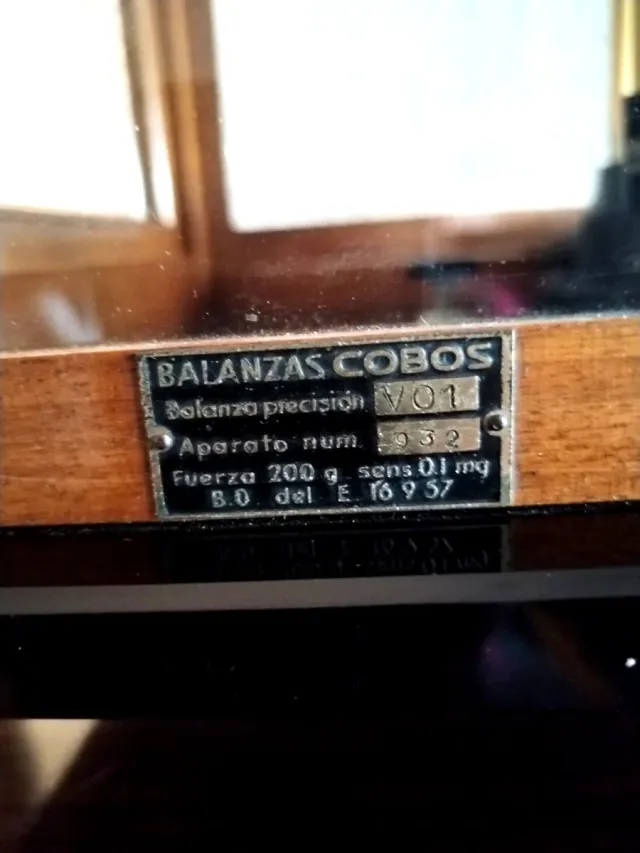 BALANZAS COBOS
Balanza precisión V01
Aparato num. 932
Fuerza 200 g sens 0.1 mg
B.O del E 16 9 57